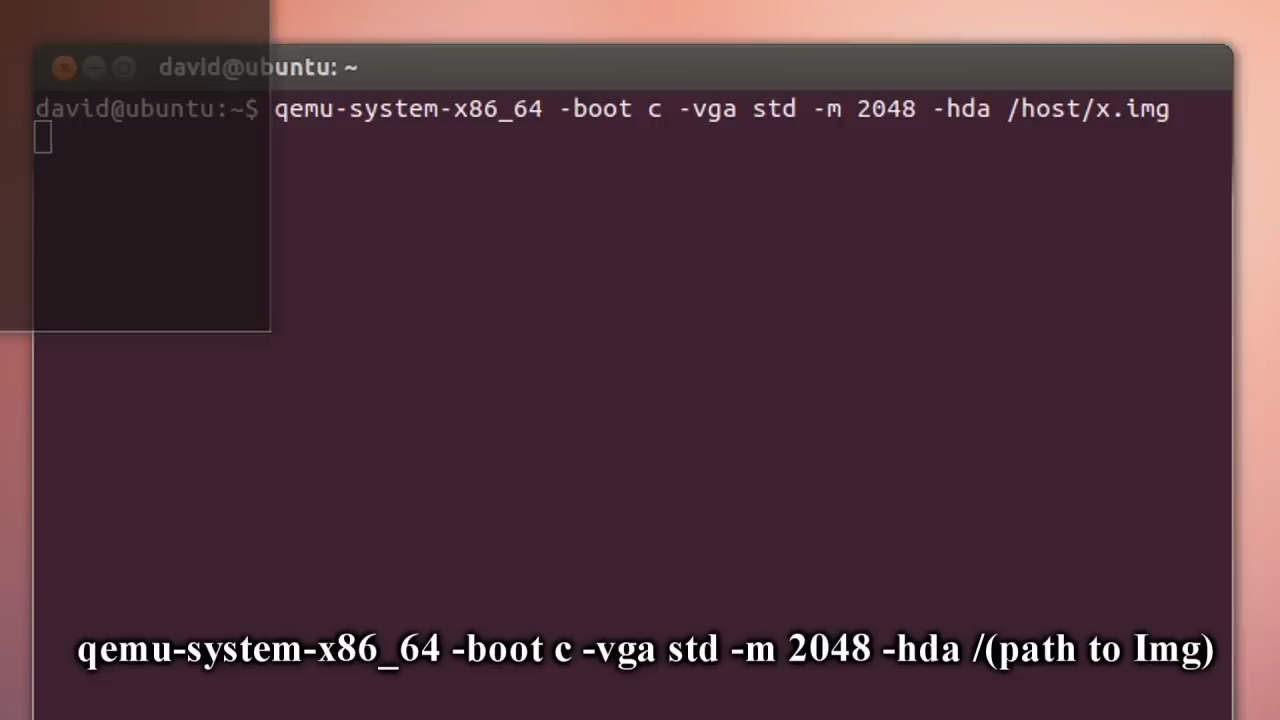 david@ubuntu: ~
david@ubuntu:~$ qemu-system-x86_64 -boot c -vga std -m 2048 -hda /host/x.img
qemu-system-x86_64 -boot c -vga std -m 2048 -hda /(path to Img)